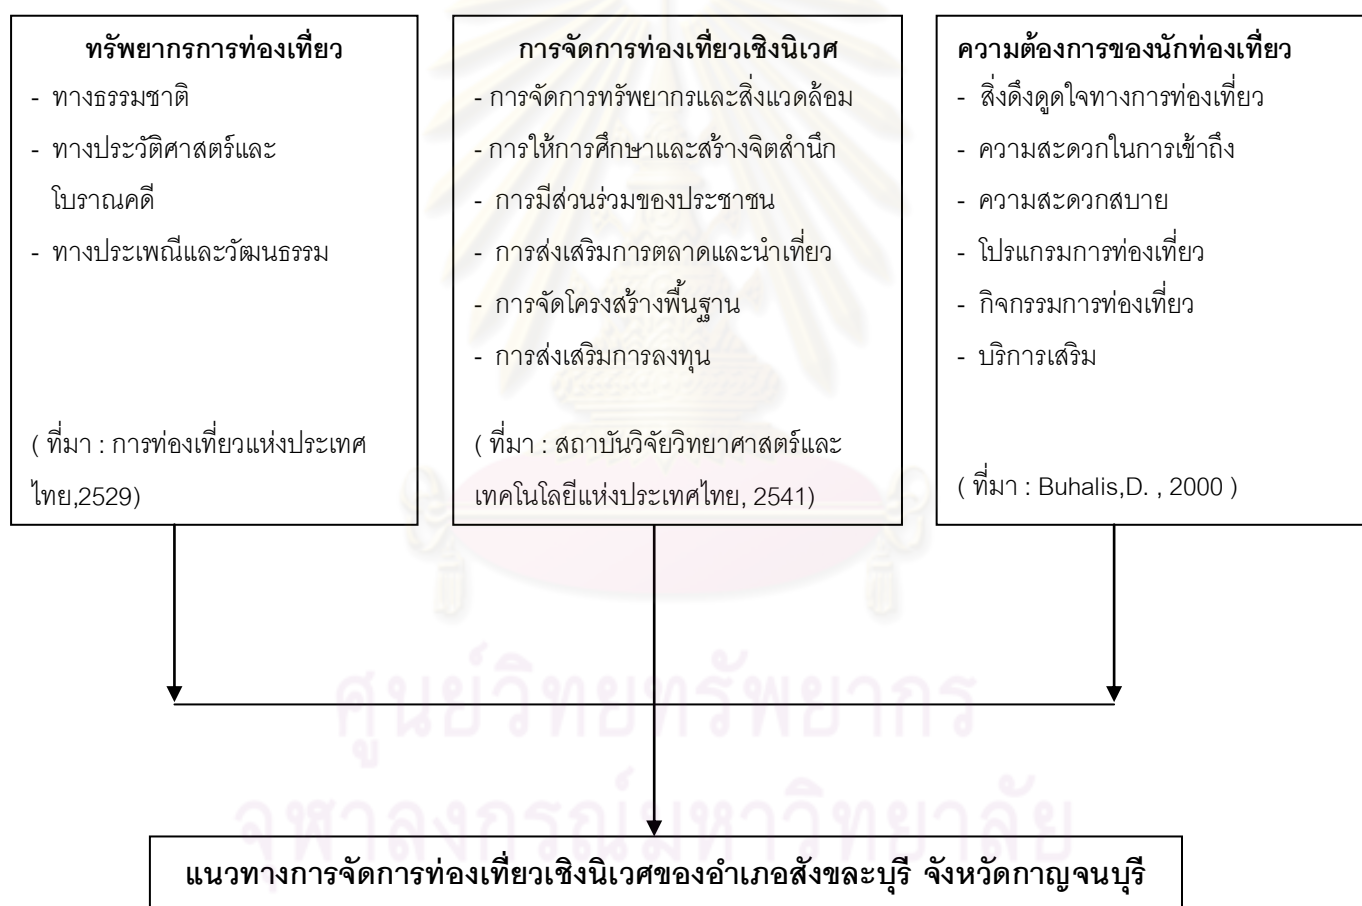 ทรัพยากรการท่องเที่ยว
- ทางธรรมชาติ
- ทางประวัติศาสตร์และ
โบราณคดี
- ทางประเพณีและวัฒนธรรม
( ที่มา : การท่องเที่ยวแห่งประเทศ
ไทย,2529)
การจัดการท่องเที่ยวเชิงนิเวศ
- การจัดการทรัพยากรและสิ่งแวดล้อม
- การให้การศึกษาและสร้างจิตสำนึก
- การมีส่วนร่วมของประชาชน
- การส่งเสริมการตลาดและนำเที่ยว
- การจัดโครงสร้างพื้นฐาน
- การส่งเสริมการลงทุน
( ที่มา : สถาบันวิจัยวิทยาศาสตร์และ
เทคโนโลยีแห่งประเทศไทย, 2541)
ความต้องการของนักท่องเที่ยว
- สิ่งดึงดูดใจทางการท่องเที่ยว
- ความสะดวกในการเข้าถึง
- ความสะดวกสบาย
- โปรแกรมการท่องเที่ยว
- กิจกรรมการท่องเที่ยว
- บริการเสริม
( ที่มา : Buhalis,D. , 2000 )
ศูนย์วิทยทรัพยากร
จุฬาลงกรณ์มหาวิทยาลัย
แนวทางการจัดการท่องเที่ยวเชิงนิเวศของอำเภอสังขละบุรี จังหวัดกาญจนบุรี